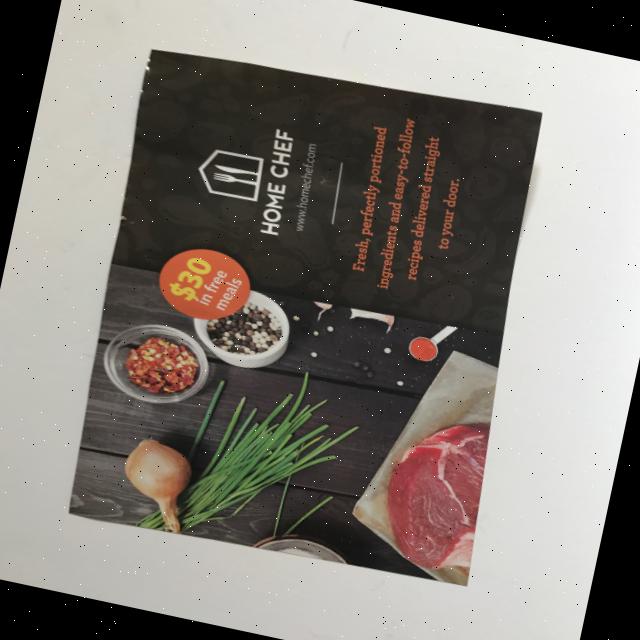 HOME CHEF
www.homechef.com
Fresh, perfectly portioned
ingredients and easy-to-follow
recipes delivered straight
to your door.
$30
in free
meals